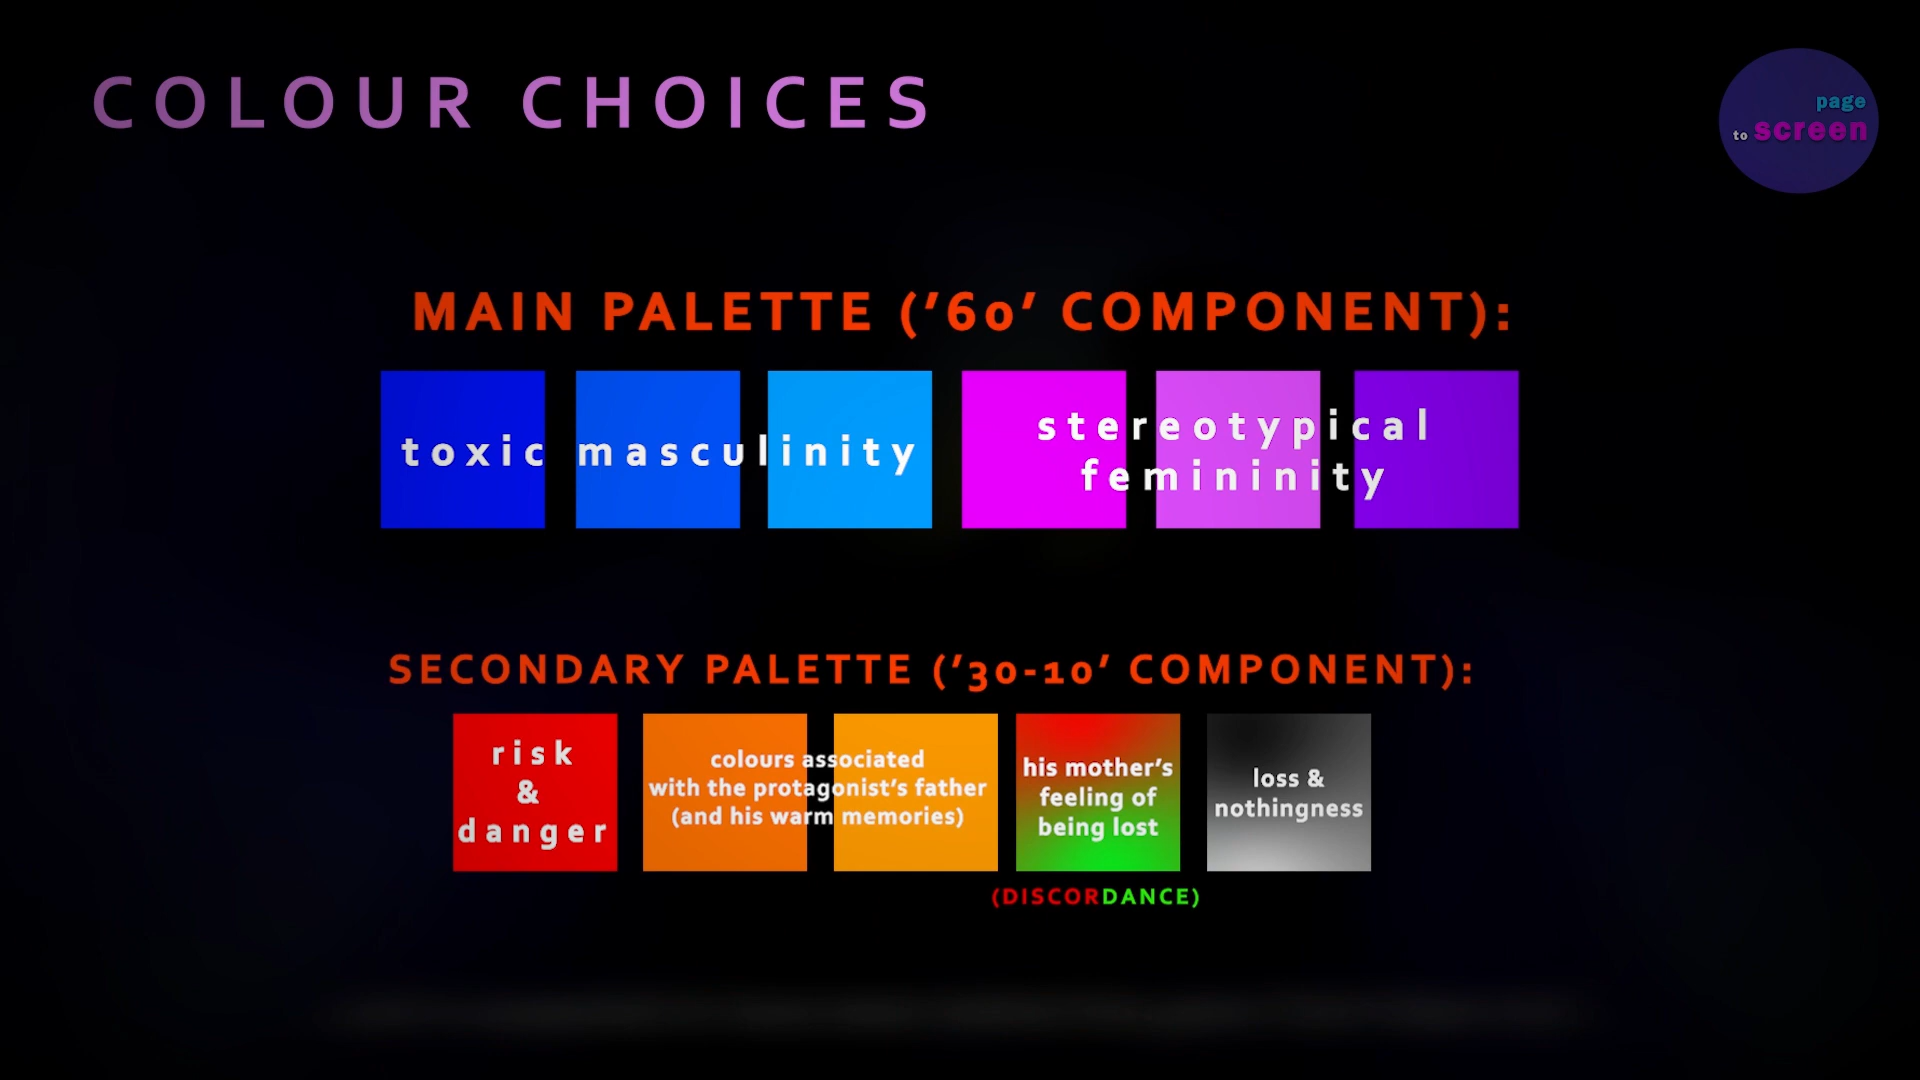 COLOUR CHOICES
page
to screen
MAIN PALETTE ('60' COMPONENT):
toxic masculinity
stereotypical
femininity
SECONDARY PALETTE ('30-10' COMPONENT):
risk
&
danger
colours associated
with the protagonist's father
(and his warm memories)
his mother's
feeling of
being lost
loss &
nothingness
(DISCORDANCE)